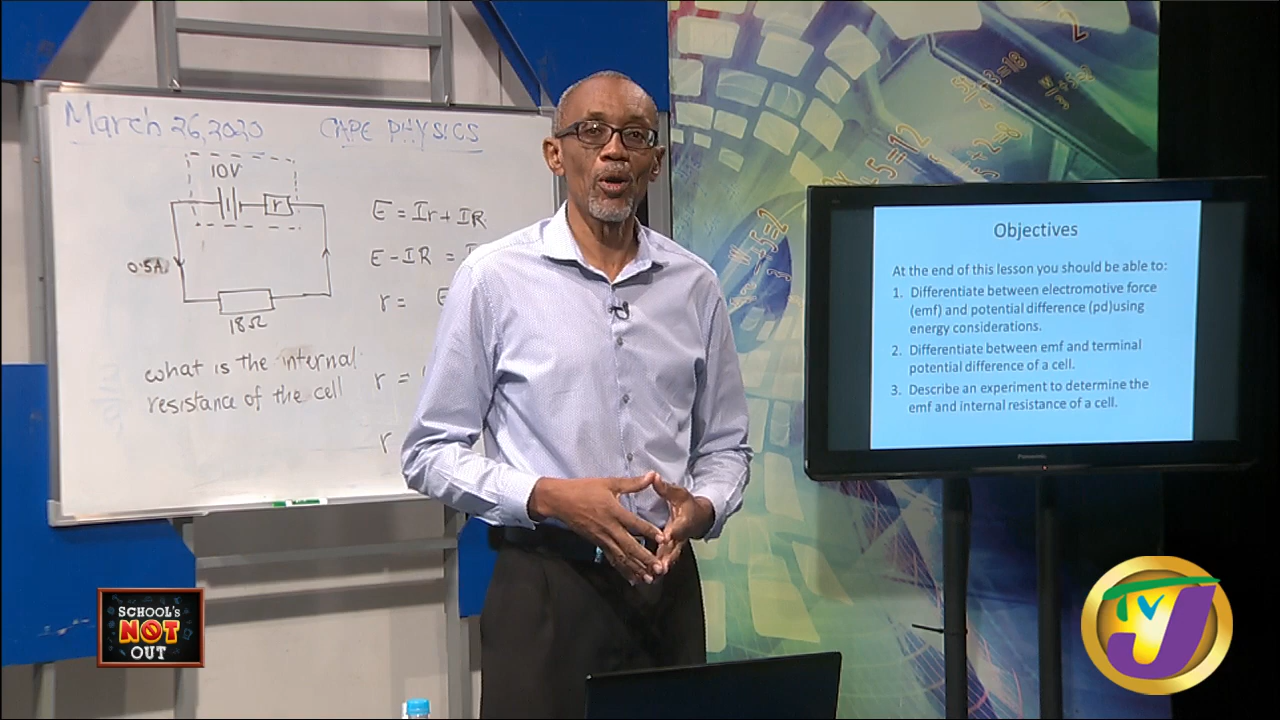 March 26, 2020 CAPE PHYSICS
10V
r
0.5A
18Ω
what is the internal
resistance of the cell
E = Ir + IR
E - IR =
r = E
r =
r
Objectives
At the end of this lesson you should be able to:
1. Differentiate between electromotive force
(emf) and potential difference (pd)using
energy considerations.
2. Differentiate between emf and terminal
potential difference of a cell.
3. Describe an experiment to determine the
emf and internal resistance of a cell.
Panasonic
SCHOOL'S
NOT
OUT
TVJ